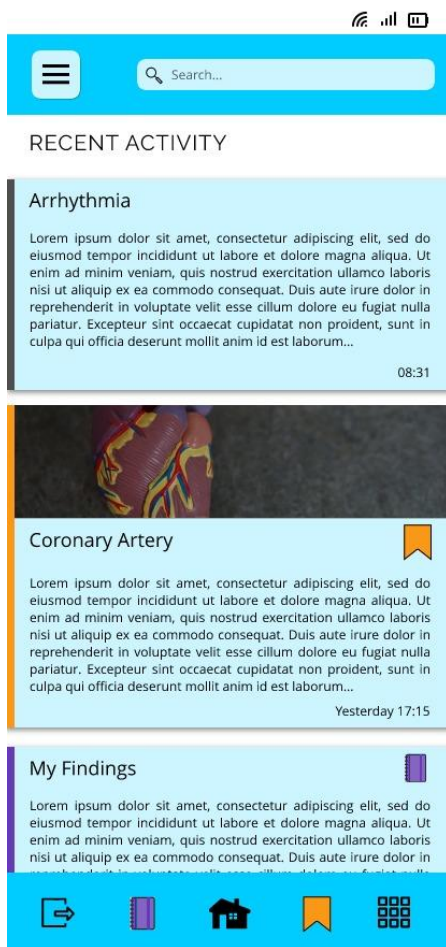 Search...
RECENT ACTIVITY
Arrhythmia
Lorem ipsum dolor sit amet, consectetur adipiscing elit, sed do
eiusmod tempor incididunt ut labore et dolore magna aliqua. Ut
enim ad minim veniam, quis nostrud exercitation ullamco laboris
nisi ut aliquip ex ea commodo consequat. Duis aute irure dolor in
reprehenderit in voluptate velit esse cillum dolore eu fugiat nulla
pariatur. Excepteur sint occaecat cupidatat non proident, sunt in
culpa qui officia deserunt mollit anim id est laborum...
08:31
Coronary Artery
Lorem ipsum dolor sit amet, consectetur adipiscing elit, sed do
eiusmod tempor incididunt ut labore et dolore magna aliqua. Ut
enim ad minim veniam, quis nostrud exercitation ullamco laboris
nisi ut aliquip ex ea commodo consequat. Duis aute irure dolor in
reprehenderit in voluptate velit esse cillum dolore eu fugiat nulla
pariatur. Excepteur sint occaecat cupidatat non proident, sunt in
culpa qui officia deserunt mollit anim id est laborum...
Yesterday 17:15
My Findings
Lorem ipsum dolor sit amet, consectetur adipiscing elit, sed do
eiusmod tempor incididunt ut labore et dolore magna aliqua. Ut
enim ad minim veniam, quis nostrud exercitation ullamco laboris
nisi ut aliquip ex ea commodo consequat. Duis aute irure dolor in